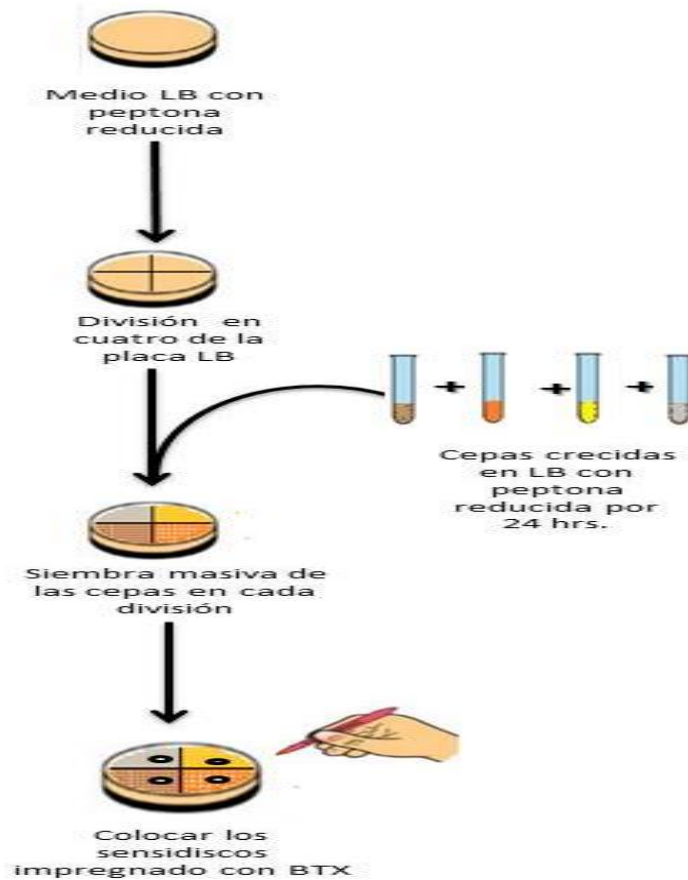 Medio LB con
peptona
reducida
División en
cuatro de la
placa LB
+ + +
Cepas crecidas
en LB con
peptona
reducida por
24 hrs.
Siembra masiva de
las cepas en cada
división
Colocar los
sensidiscos
impregnado con BTX